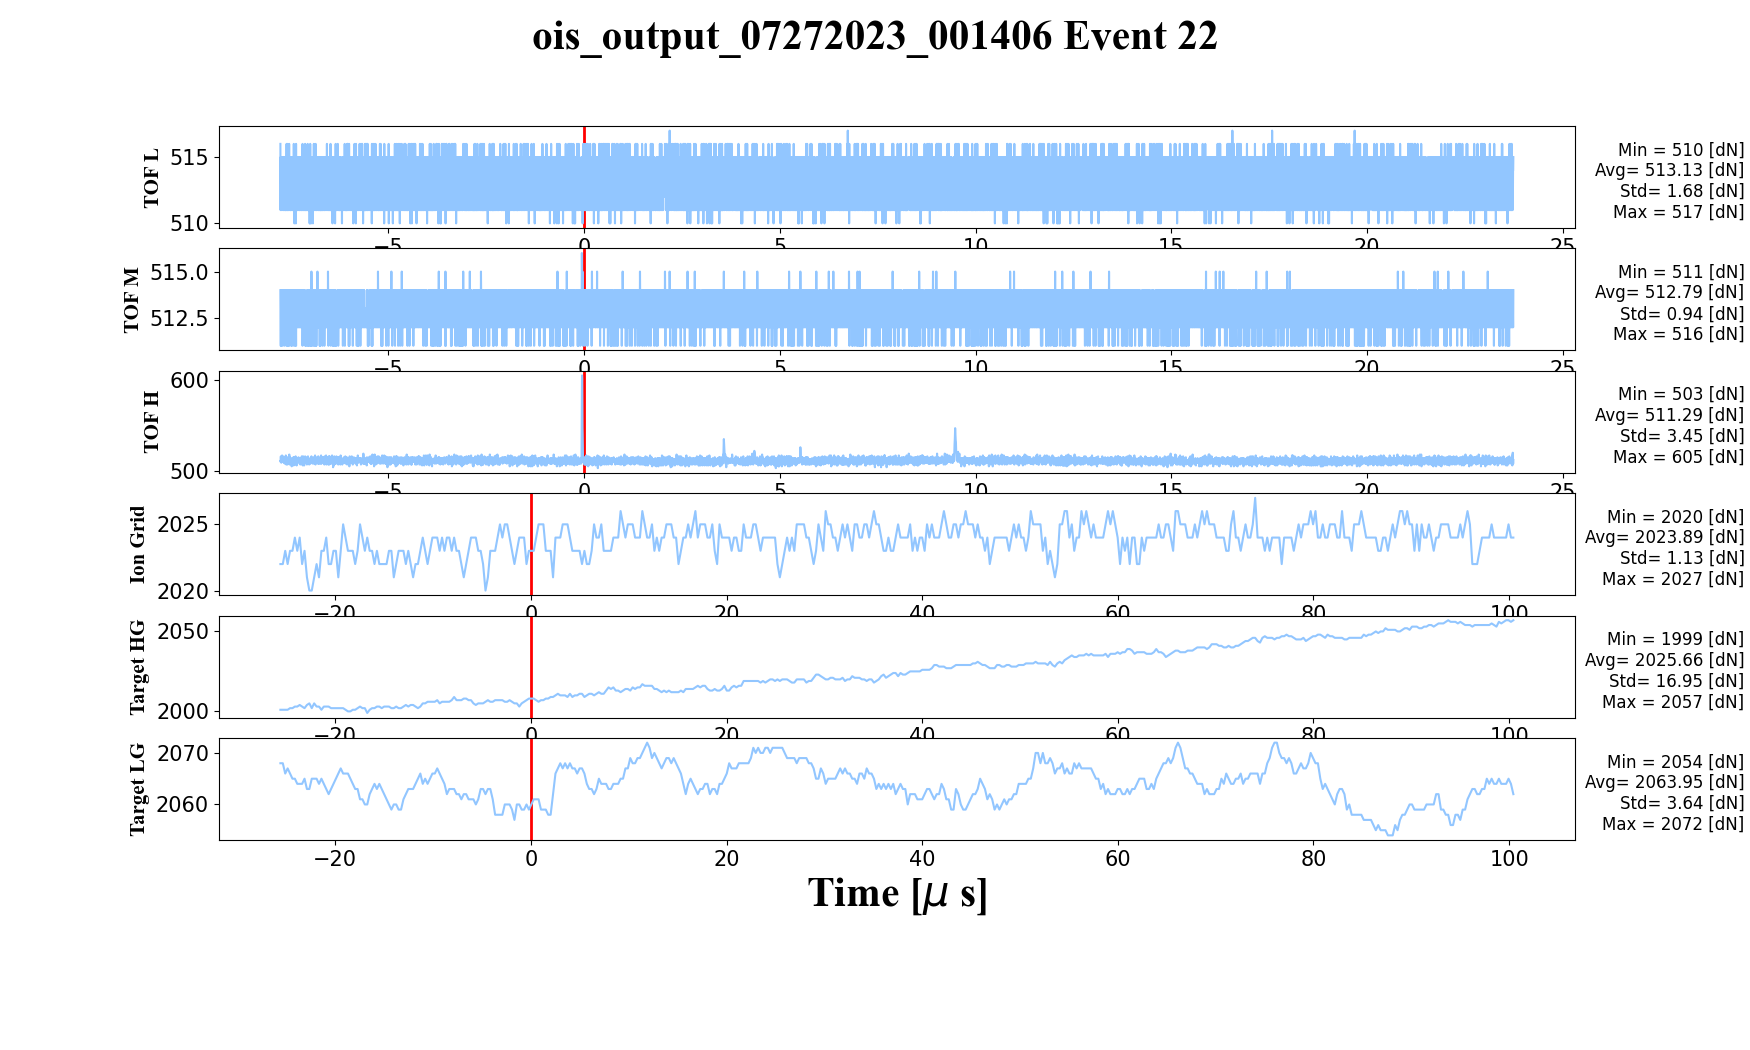 ois_output_07272023_001406 Event 22
TOF L
515
510
−5 0 5 10 15 20 25
Min = 510 [dN]
Avg= 513.13 [dN]
Std= 1.68 [dN]
Max = 517 [dN]
TOF M
515.0
512.5
−5 0 5 10 15 20 25
Min = 511 [dN]
Avg= 512.79 [dN]
Std= 0.94 [dN]
Max = 516 [dN]
TOF H
600
500
−5 0 5 10 15 20 25
Min = 503 [dN]
Avg= 511.29 [dN]
Std= 3.45 [dN]
Max = 605 [dN]
Ion Grid
2025
2020
−20 0 20 40 60 80 100
Min = 2020 [dN]
Avg= 2023.89 [dN]
Std= 1.13 [dN]
Max = 2027 [dN]
Target HG
2050
2000
−20 0 20 40 60 80 100
Min = 1999 [dN]
Avg= 2025.66 [dN]
Std= 16.95 [dN]
Max = 2057 [dN]
Target LG
2070
2060
−20 0 20 40 60 80 100
Min = 2054 [dN]
Avg= 2063.95 [dN]
Std= 3.64 [dN]
Max = 2072 [dN]
Time [μ s]